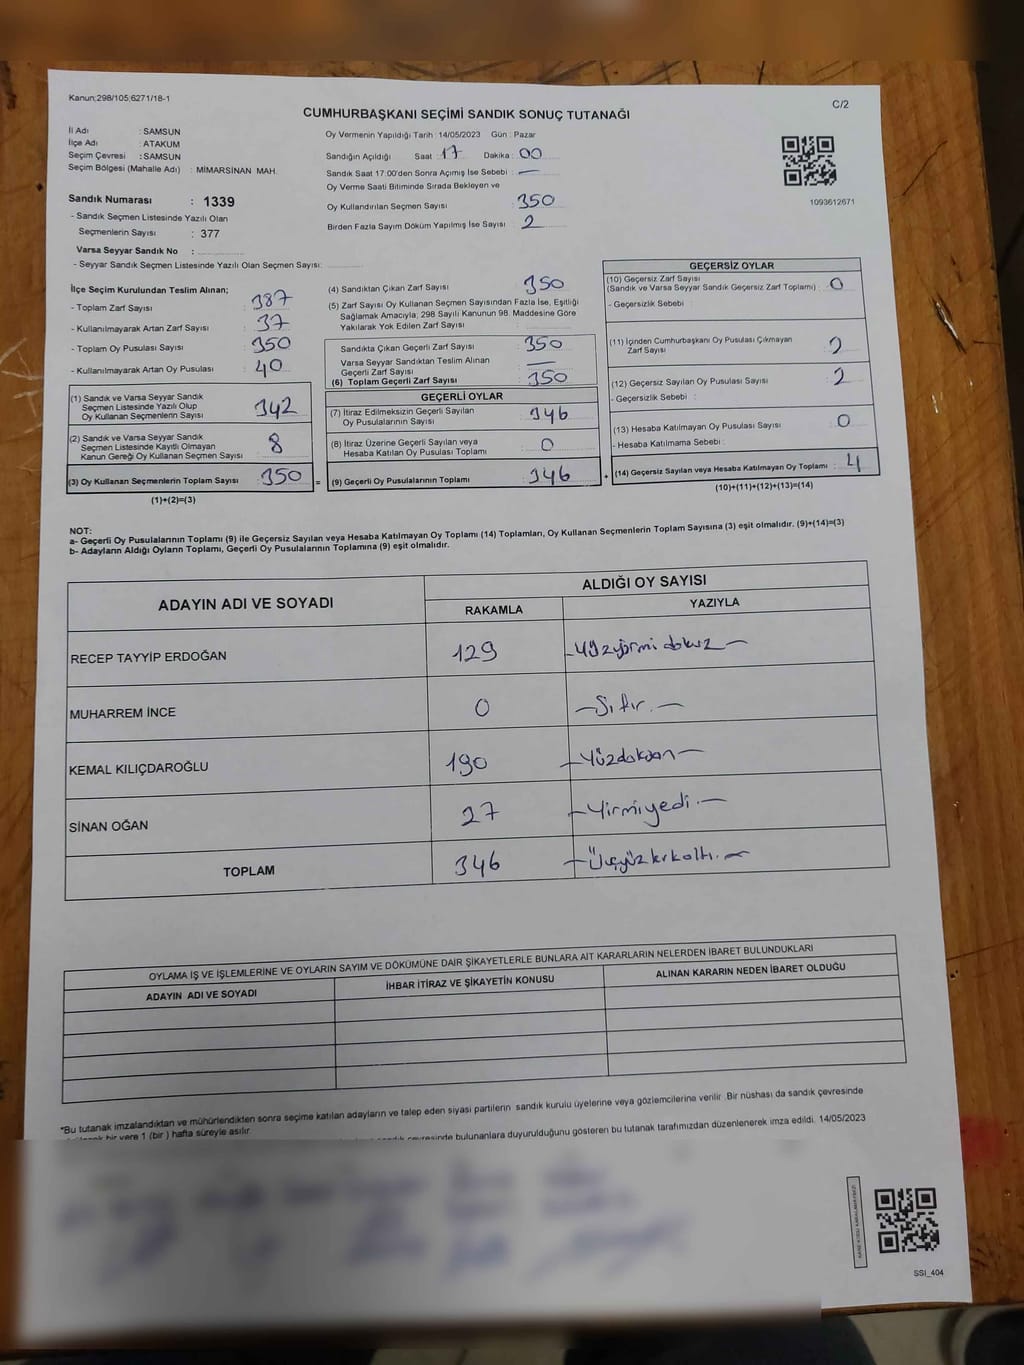 Kanun;298/105;6271/18-1
C/2
CUMHURBAŞKANI SEÇİMİ SANDIK SONUÇ TUTANAĞI
İl Adı : SAMSUN
İlçe Adı : ATAKUM
Seçim Çevresi : SAMSUN
Seçim Bölgesi (Mahalle Adı) : MİMARSİNAN MAH.
Sandık Numarası : 1339
- Sandık Seçmen Listesinde Yazılı Olan
Seçmenlerin Sayısı : 377
Varsa Seyyar Sandık No :
- Seyyar Sandık Seçmen Listesinde Yazılı Olan Seçmen Sayısı:
Oy Vermenin Yapıldığı Tarih : 14/05/2023 Gün : Pazar
Sandığın Açıldığı Saat : 17 Dakika : 00
Sandık Saat 17:00'den Sonra Açımış İse Sebebi : —
Oy Verme Saati Bitiminde Sırada Bekleyen ve
Oy Kullandırılan Seçmen Sayısı : 350
Birden Fazla Sayım Döküm Yapılmış İse Sayısı : 2
1093612671
İlçe Seçim Kurulundan Teslim Alınan;
- Toplam Zarf Sayısı : 387
- Kullanılmayarak Artan Zarf Sayısı : 37
- Toplam Oy Pusulası Sayısı : 350
- Kullanılmayarak Artan Oy Pusulası : 40
(1) Sandık ve Varsa Seyyar Sandık
Seçmen Listesinde Yazılı Olup
Oy Kullanan Seçmenlerin Sayısı : 342
(2) Sandık ve Varsa Seyyar Sandık
Seçmen Listesinde Kayıtlı Olmayan
Kanun Gereği Oy Kullanan Seçmen Sayısı : 8
(3) Oy Kullanan Seçmenlerin Toplam Sayısı : 350
(1)+(2)=(3)
(4) Sandıktan Çıkan Zarf Sayısı : 350
(5) Zarf Sayısı Oy Kullanan Seçmen Sayısından Fazla İse, Eşitliği
Sağlamak Amacıyla, 298 Sayılı Kanunun 98. Maddesine Göre
Yakılarak Yok Edilen Zarf Sayısı :
Sandıkta Çıkan Geçerli Zarf Sayısı : 350
Varsa Seyyar Sandıktan Teslim Alınan
Geçerli Zarf Sayısı : —
(6) Toplam Geçerli Zarf Sayısı : 350
GEÇERLİ OYLAR
(7) İtiraz Edilmeksizin Geçerli Sayılan
Oy Pusulalarının Sayısı : 346
(8) İtiraz Üzerine Geçerli Sayılan veya
Hesaba Katılan Oy Pusulası Toplamı : 0
= (9) Geçerli Oy Pusulalarının Toplamı : 346
GEÇERSİZ OYLAR
(10) Geçersiz Zarf Sayısı
(Sandık ve Varsa Seyyar Sandık Geçersiz Zarf Toplamı) : 0
- Geçersizlik Sebebi :
(11) İçinden Cumhurbaşkanı Oy Pusulası Çıkmayan
Zarf Sayısı : 2
(12) Geçersiz Sayılan Oy Pusulası Sayısı : 2
- Geçersizlik Sebebi :
(13) Hesaba Katılmayan Oy Pusulası Sayısı : 0
- Hesaba Katılmama Sebebi :
+ (14) Geçersiz Sayılan veya Hesaba Katılmayan Oy Toplamı : 4
(10)+(11)+(12)+(13)=(14)
NOT:
a- Geçerli Oy Pusulalarının Toplamı (9) ile Geçersiz Sayılan veya Hesaba Katılmayan Oy Toplamı (14) Toplamları, Oy Kullanan Seçmenlerin Toplam Sayısına (3) eşit olmalıdır. (9)+(14)=(3)
b- Adayların Aldığı Oyların Toplamı, Geçerli Oy Pusulalarının Toplamına (9) eşit olmalıdır.
ADAYIN ADI VE SOYADI ALDIĞI OY SAYISI
RAKAMLA YAZIYLA
RECEP TAYYİP ERDOĞAN 129 -Yüzyirmi dokuz-
MUHARREM İNCE 0 -Sıfır.-
KEMAL KILIÇDAROĞLU 190 -Yüzdoksan-
SİNAN OĞAN 27 -Yirmiyedi.-
TOPLAM 346 -Üçyüzkırkaltı.-
OYLAMA İŞ VE İŞLEMLERİNE VE OYLARIN SAYIM VE DÖKÜMÜNE DAİR ŞİKAYETLERLE BUNLARA AİT KARARLARIN NELERDEN İBARET BULUNDUKLARI
ADAYIN ADI VE SOYADI İHBAR İTİRAZ VE ŞİKAYETİN KONUSU ALINAN KARARIN NEDEN İBARET OLDUĞU
*Bu tutanak imzalandıktan ve mühürlendikten sonra seçime katılan adayların ve talep eden siyasi partilerin sandık kurulu üyelerine veya gözlemcilerine verilir. Bir nüshası da sandık çevresinde
bir yere 1 (bir ) hafta süreyle asılır.
sandık çevresinde bulunanlara duyurulduğunu gösteren bu tutanak tarafımızdan düzenlenerek imza edildi. 14/05/2023
SSI_404